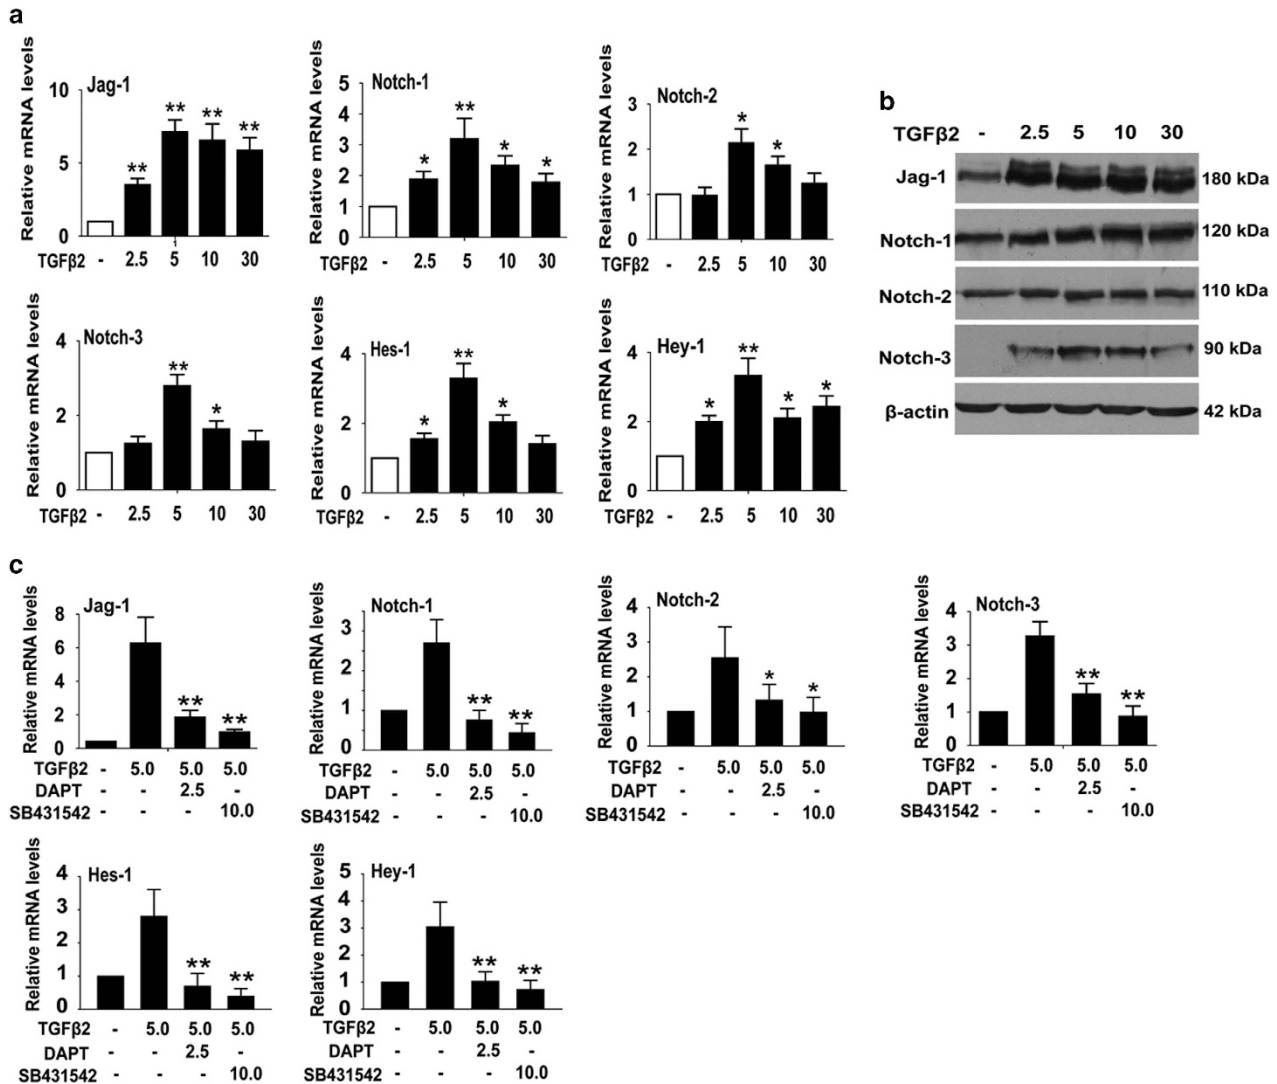 a
Relative mRNA levels
Jag-1
10
5
0
** ** ** **
TGFβ2 - 2.5 5 10 30
Relative mRNA levels
Notch-1
5
4
3
2
1
0
* ** * *
TGFβ2 - 2.5 5 10 30
Relative mRNA levels
Notch-2
3
2
1
0
* *
TGFβ2 - 2.5 5 10 30
Relative mRNA levels
Notch-3
4
2
0
** *
TGFβ2 - 2.5 5 10 30
Relative mRNA levels
Hes-1
4
2
0
* ** *
TGFβ2 - 2.5 5 10 30
Relative mRNA levels
Hey-1
4
2
0
* ** * *
TGFβ2 - 2.5 5 10 30
b
TGFβ2 - 2.5 5 10 30
Jag-1 180 kDa
Notch-1 120 kDa
Notch-2 110 kDa
Notch-3 90 kDa
β-actin 42 kDa
c
Relative mRNA levels
Jag-1
8
6
4
2
0
** **
TGFβ2 - 5.0 5.0 5.0
DAPT - - 2.5 -
SB431542 - - - 10.0
Relative mRNA levels
Notch-1
3
2
1
0
** **
TGFβ2 - 5.0 5.0 5.0
DAPT - - 2.5 -
SB431542 - - - 10.0
Relative mRNA levels
Notch-2
4
3
2
1
0
* *
TGFβ2 - 5.0 5.0 5.0
DAPT - - 2.5 -
SB431542 - - - 10.0
Relative mRNA levels
Notch-3
4
3
2
1
0
** **
TGFβ2 - 5.0 5.0 5.0
DAPT - - 2.5 -
SB431542 - - - 10.0
Relative mRNA levels
Hes-1
4
3
2
1
0
** **
TGFβ2 - 5.0 5.0 5.0
DAPT - - 2.5 -
SB431542 - - - 10.0
Relative mRNA levels
Hey-1
5
4
3
2
1
0
** **
TGFβ2 - 5.0 5.0 5.0
DAPT - - 2.5 -
SB431542 - - - 10.0